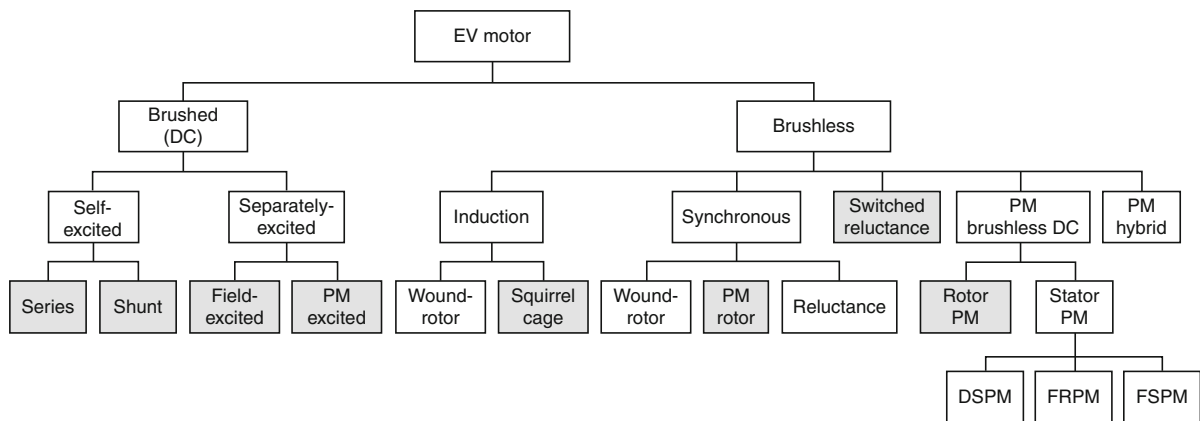 EV motor
Brushed
(DC)
Brushless
Self-
excited
Separately-
excited
Induction
Synchronous
Switched
reluctance
PM
brushless DC
PM
hybrid
Series
Shunt
Field-
excited
PM
excited
Wound-
rotor
Squirrel
cage
Wound-
rotor
PM
rotor
Reluctance
Rotor
PM
Stator
PM
DSPM
FRPM
FSPM